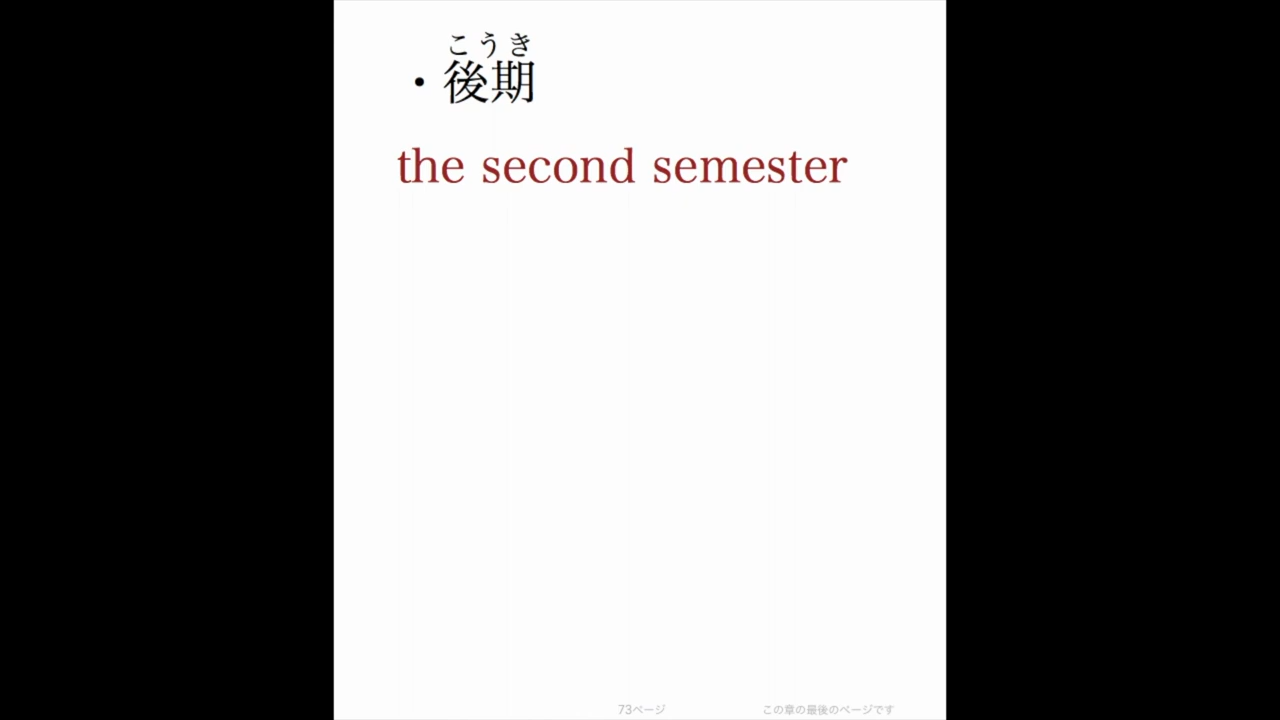 こうき
・後期
the second semester
73ページ
この章の最後のページです